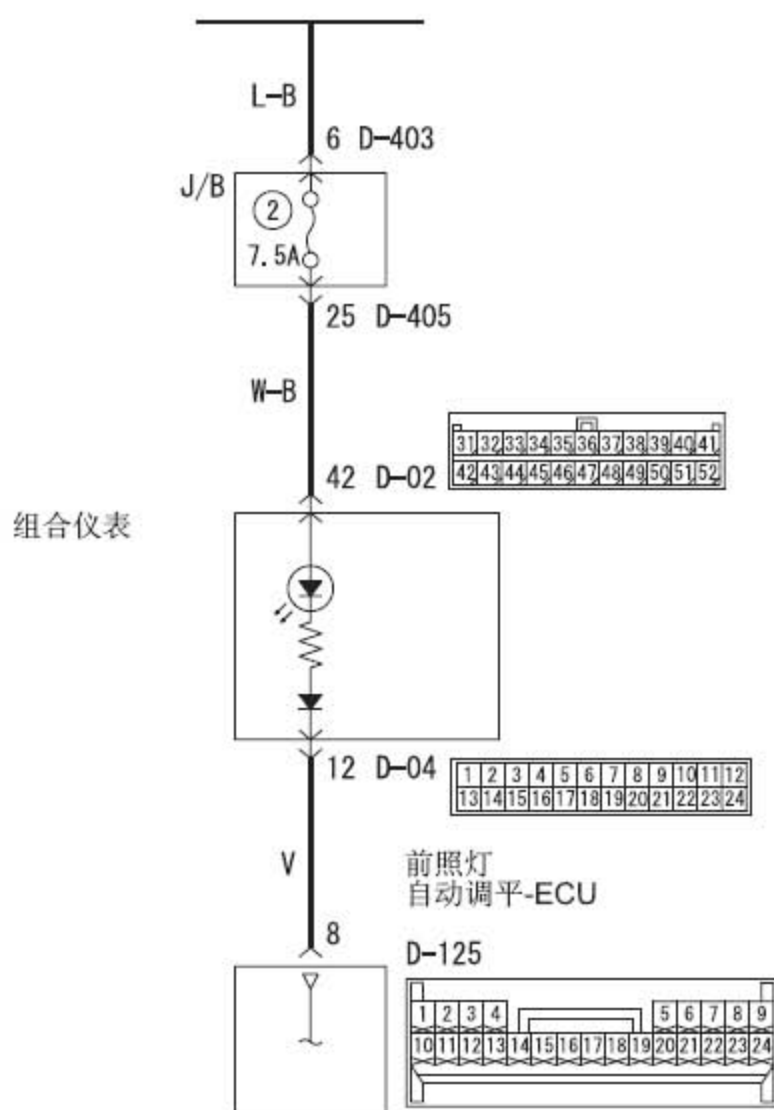 L-B
6 D-403
J/B
2
7.5A
25 D-405
W-B
31 32 33 34 35 36 37 38 39 40 41
42 43 44 45 46 47 48 49 50 51 52
42 D-02
组合仪表
12 D-04
1 2 3 4 5 6 7 8 9 10 11 12
13 14 15 16 17 18 19 20 21 22 23 24
V
前照灯
自动调平-ECU
8
D-125
1 2 3 4 5 6 7 8 9
10 11 12 13 14 15 16 17 18 19 20 21 22 23 24